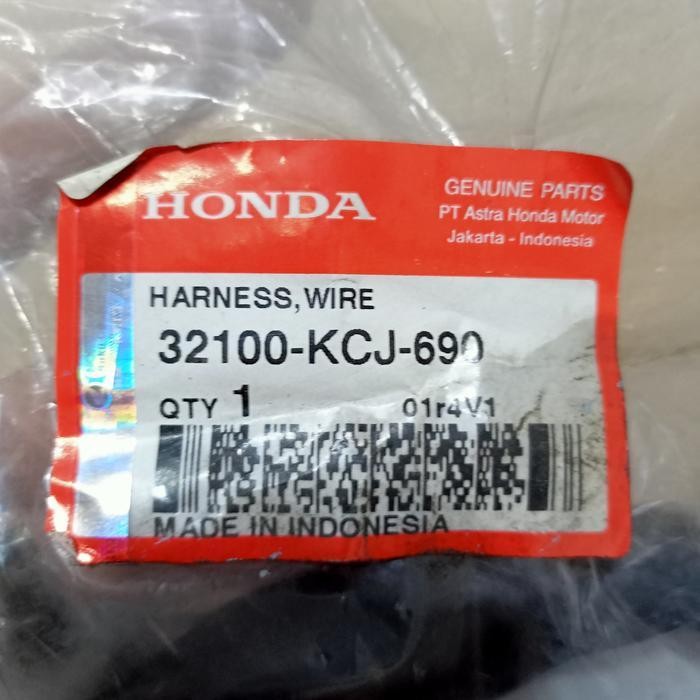 HONDA
GENUINE PARTS
PT Astra Honda Motor
Jakarta - Indonesia
HARNESS,WIRE
32100-KCJ-690
QTY 1 01r4V1
MADE IN INDONESIA